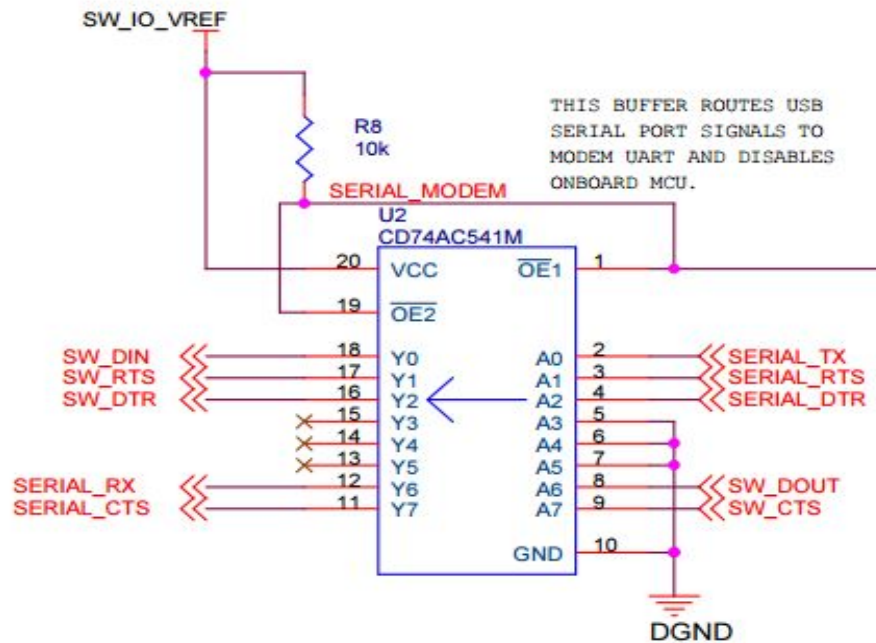 SW_IO_VREF
R8
10k
THIS BUFFER ROUTES USB
SERIAL PORT SIGNALS TO
MODEM UART AND DISABLES
ONBOARD MCU.
SERIAL_MODEM
U2
CD74AC541M
20 VCC OE1 1
19 OE2
SW_DIN 18 Y0 A0 2 SERIAL_TX
SW_RTS 17 Y1 A1 3 SERIAL_RTS
SW_DTR 16 Y2 A2 4 SERIAL_DTR
15 Y3 A3 5
14 Y4 A4 6
13 Y5 A5 7
SERIAL_RX 12 Y6 A6 8 SW_DOUT
SERIAL_CTS 11 Y7 A7 9 SW_CTS
GND 10
DGND